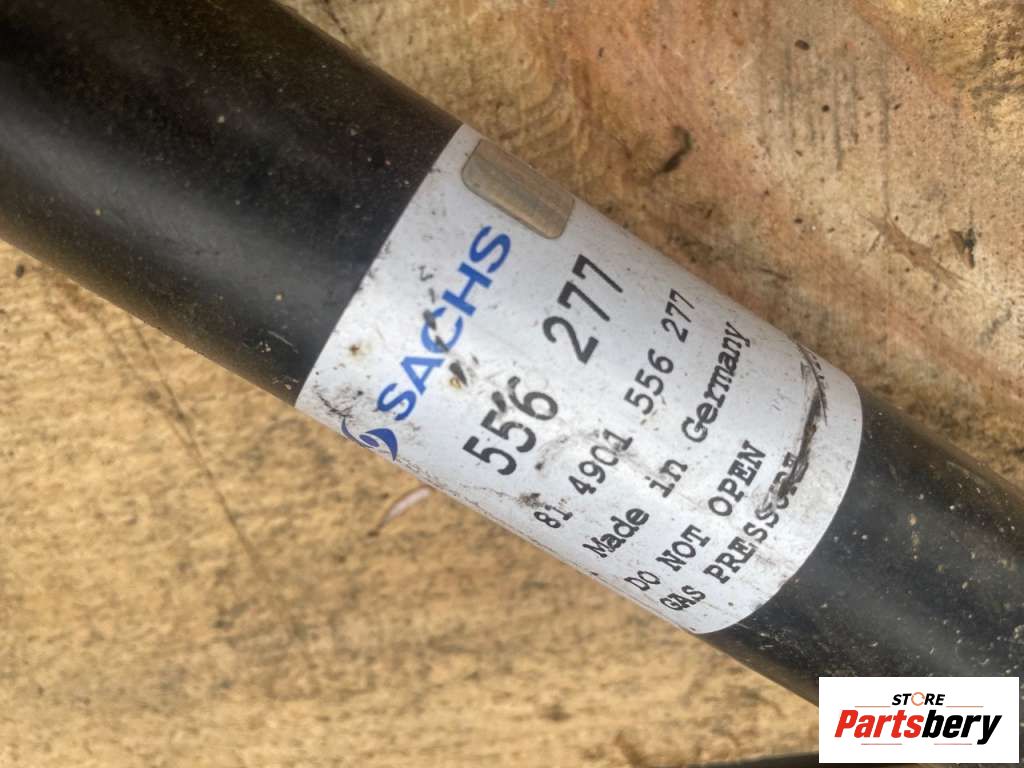 SACHS
556 277
81 4901 556 277
Made in Germany
DO NOT OPEN
GAS PRESSURE
STORE
Partsbery